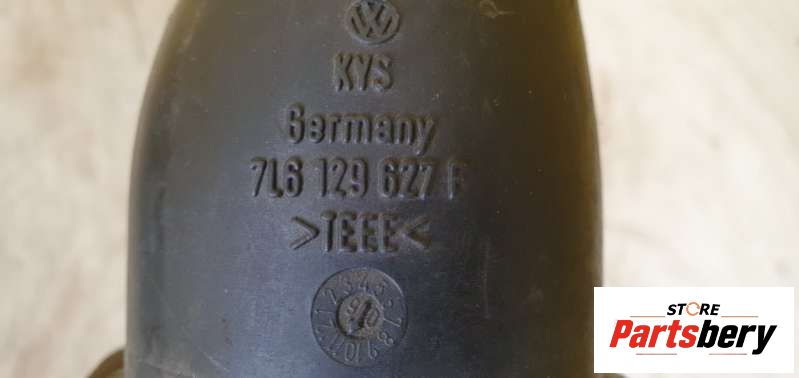 KYS
Germany
7L6 129 627
>TEEE<
STORE
Partsbery